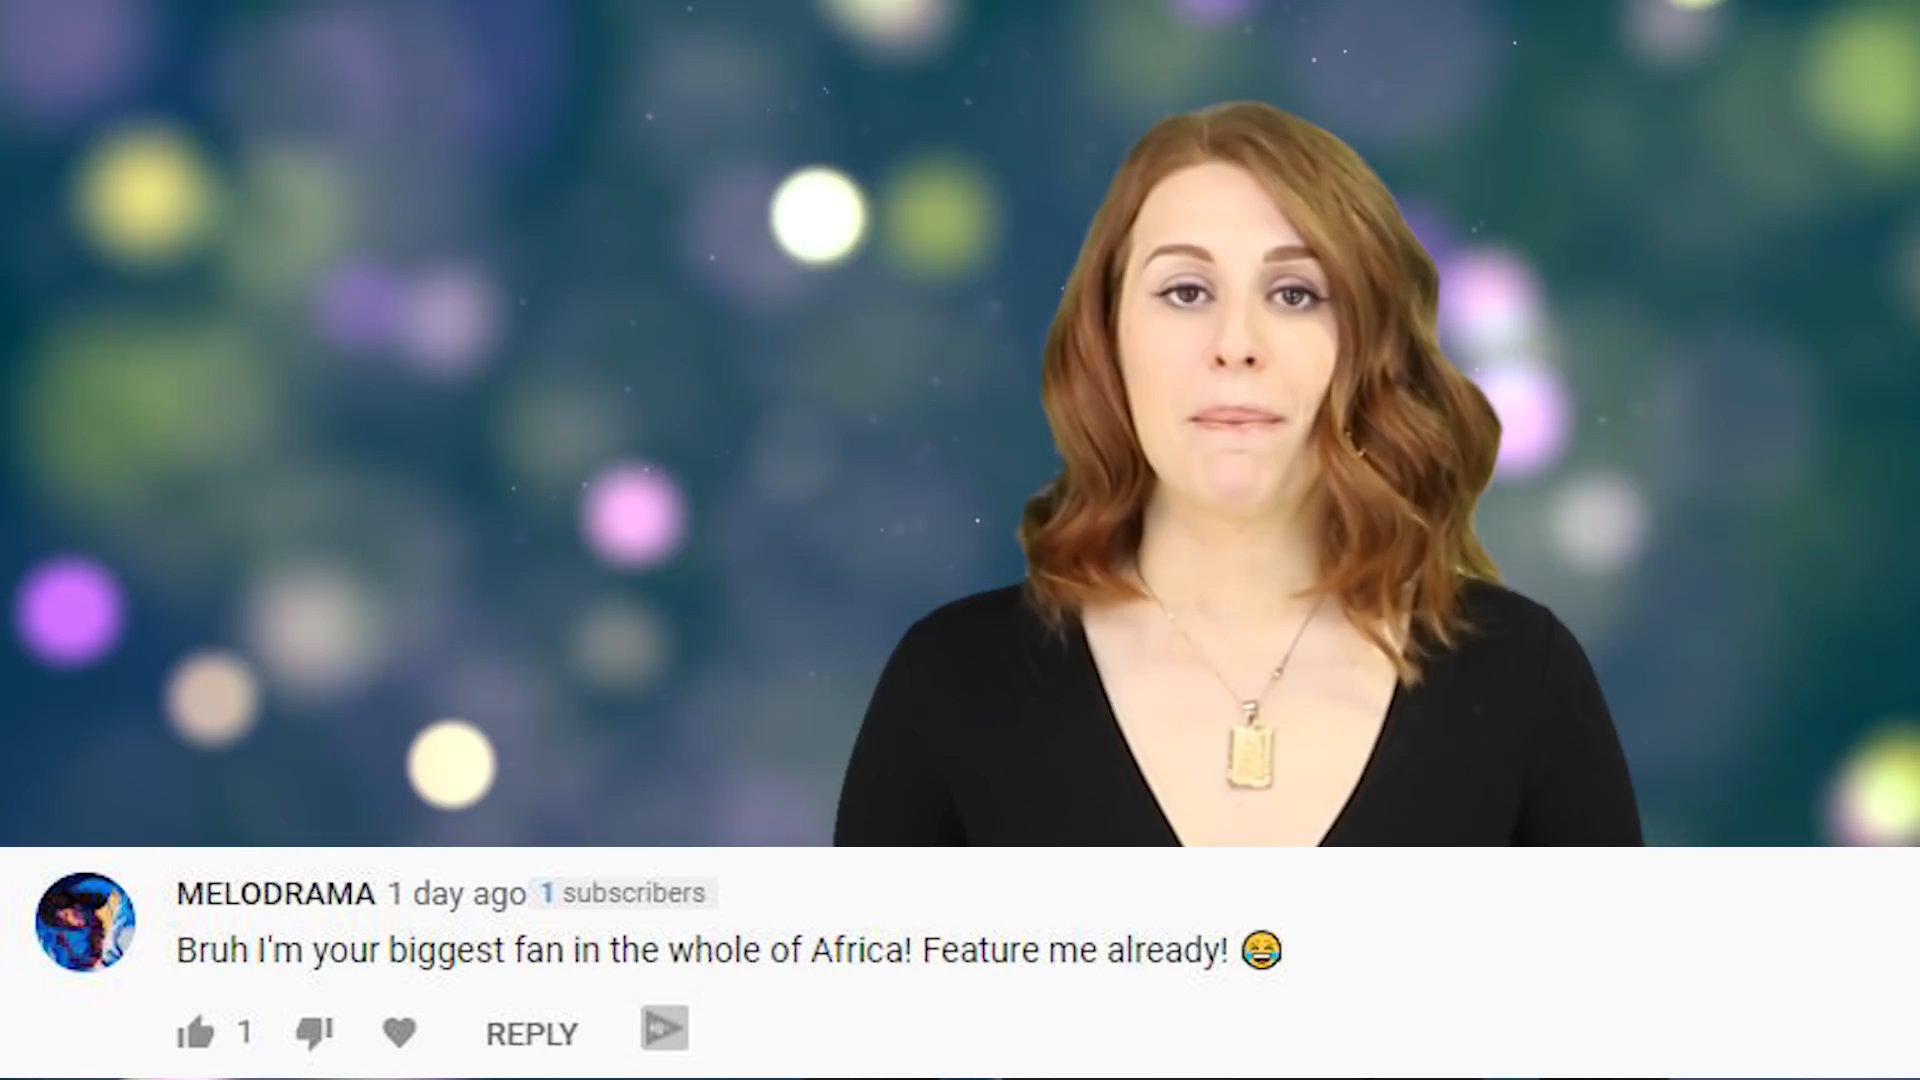 MELODRAMA 1 day ago 1 subscribers
Bruh I'm your biggest fan in the whole of Africa! Feature me already! 😂
1 REPLY